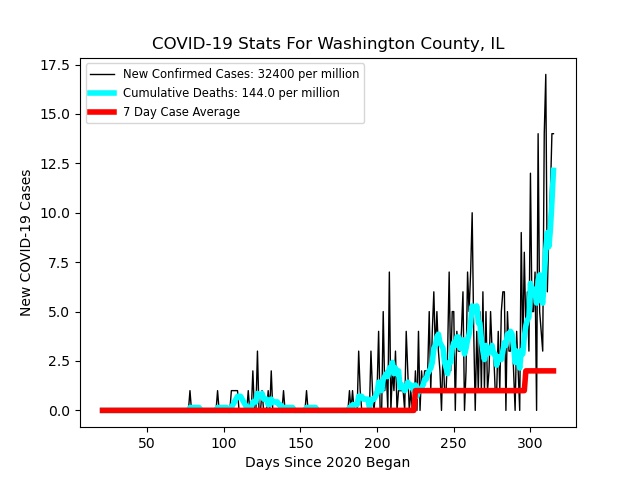 COVID-19 Stats For Washington County, IL
New Confirmed Cases: 32400 per million
Cumulative Deaths: 144.0 per million
7 Day Case Average
17.5
15.0
12.5
10.0
7.5
5.0
2.5
0.0
New COVID-19 Cases
50 100 150 200 250 300
Days Since 2020 Began